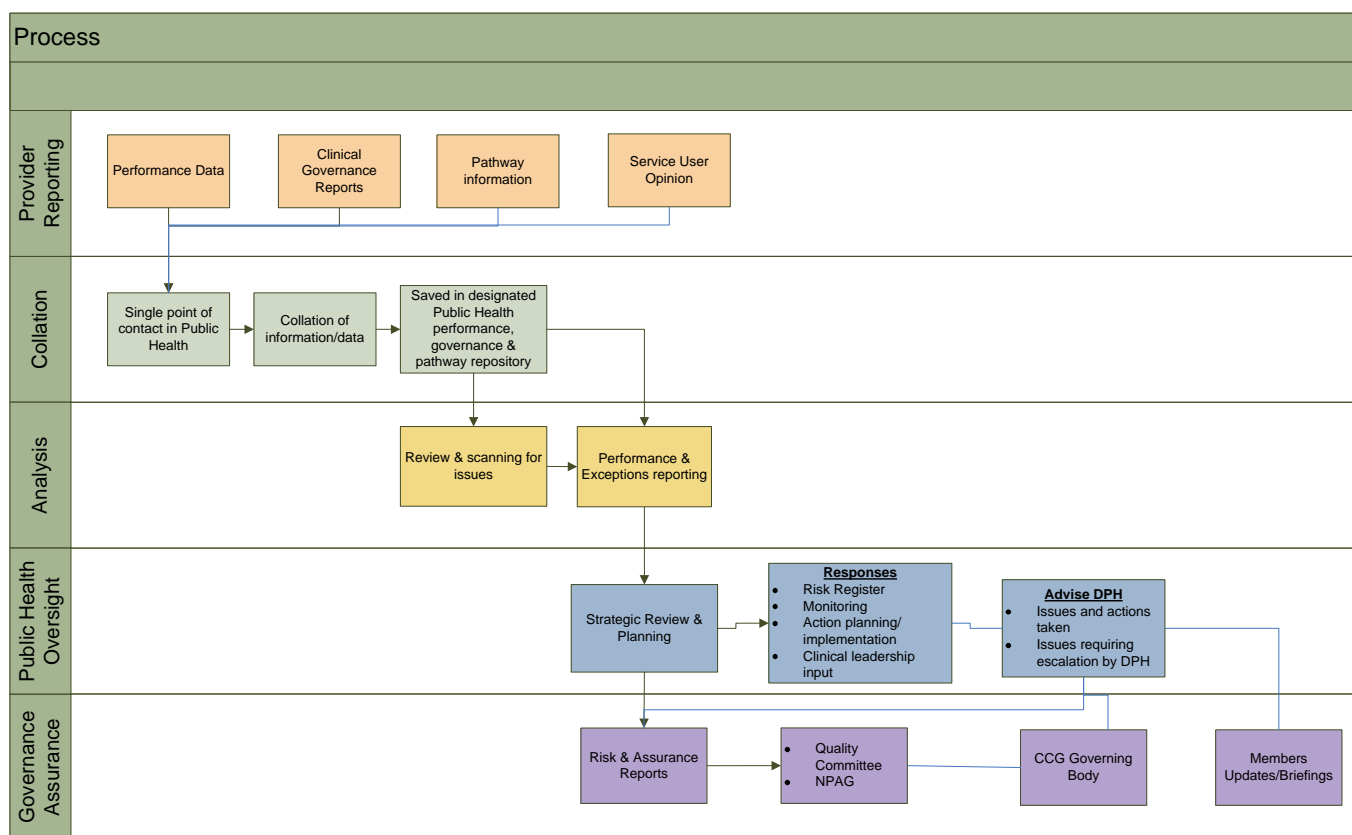 Process
Provider
Reporting
Performance Data
Clinical
Governance
Reports
Pathway
information
Service User
Opinion
Collation
Single point of
contact in Public
Health
Collation of
information/data
Saved in designated
Public Health
performance,
governance &
pathway repository
Analysis
Review & scanning for
issues
Performance &
Exceptions reporting
Public Health
Oversight
Strategic Review &
Planning
Responses
• Risk Register
• Monitoring
• Action planning/
implementation
• Clinical leadership
input
Advise DPH
• Issues and actions
taken
• Issues requiring
escalation by DPH
Governance
Assurance
Risk & Assurance
Reports
• Quality
Committee
• NPAG
CCG Governing
Body
Members
Updates/Briefings